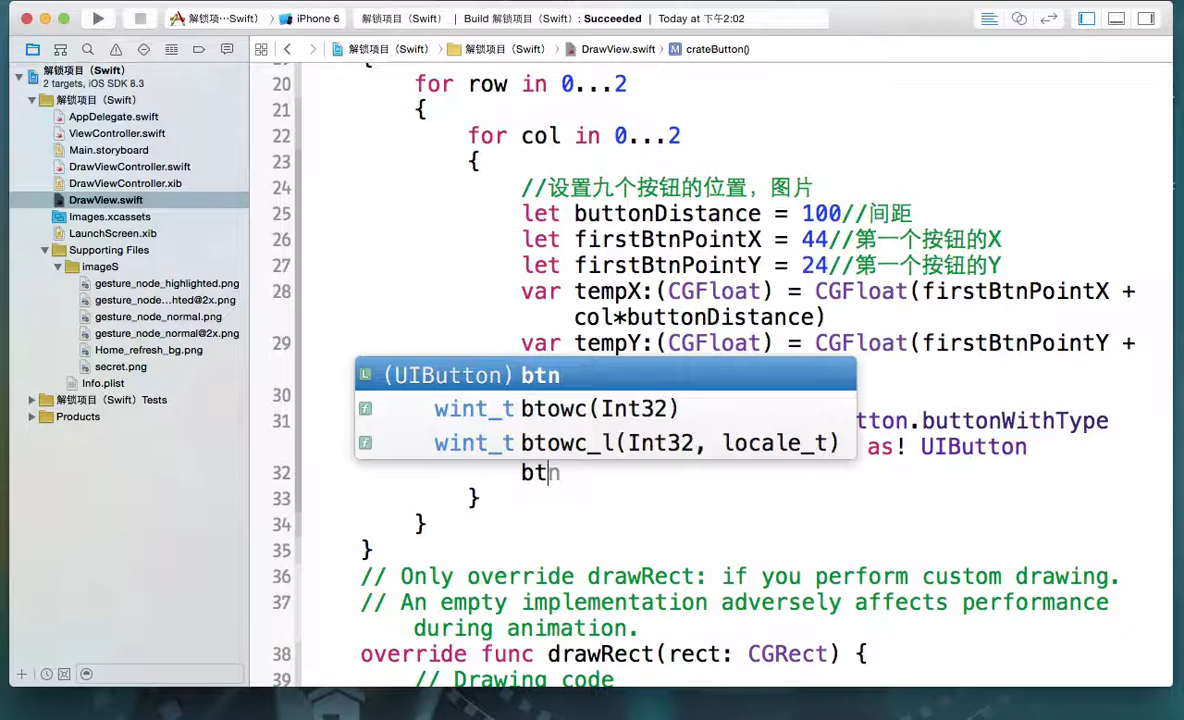 解锁项···Swift） iPhone 6 解锁项目（Swift） | Build 解锁项目（Swift）: Succeeded | Today at 下午2:02
解锁项目（Swift） 解锁项目（Swift） DrawView.swift M crateButton()
解锁项目（Swift）
2 targets, iOS SDK 8.3
解锁项目（Swift）
AppDelegate.swift
ViewController.swift
Main.storyboard
DrawViewController.swift
DrawViewController.xib
DrawView.swift
Images.xcassets
LaunchScreen.xib
Supporting Files
imageS
gesture_node_highlighted.png
gesture_node...hted@2x.png
gesture_node_normal.png
gesture_node_normal@2x.png
Home_refresh_bg.png
secret.png
Info.plist
解锁项目（Swift）Tests
Products
20 for row in 0...2
21 {
22 for col in 0...2
23 {
24 //设置九个按钮的位置，图片
25 let buttonDistance = 100//间距
26 let firstBtnPointX = 44//第一个按钮的X
27 let firstBtnPointY = 24//第一个按钮的Y
28 var tempX:(CGFloat) = CGFloat(firstBtnPointX +
col*buttonDistance)
29 var tempY:(CGFloat) = CGFloat(firstBtnPointY +
L (UIButton) btn
30
f wint_t btowc(Int32)
31 tton.buttonWithType
f wint_t btowc_l(Int32, locale_t) as! UIButton
32 btn
33 }
34 }
35 }
36 // Only override drawRect: if you perform custom drawing.
37 // An empty implementation adversely affects performance
during animation.
38 override func drawRect(rect: CGRect) {
39 // Drawing code